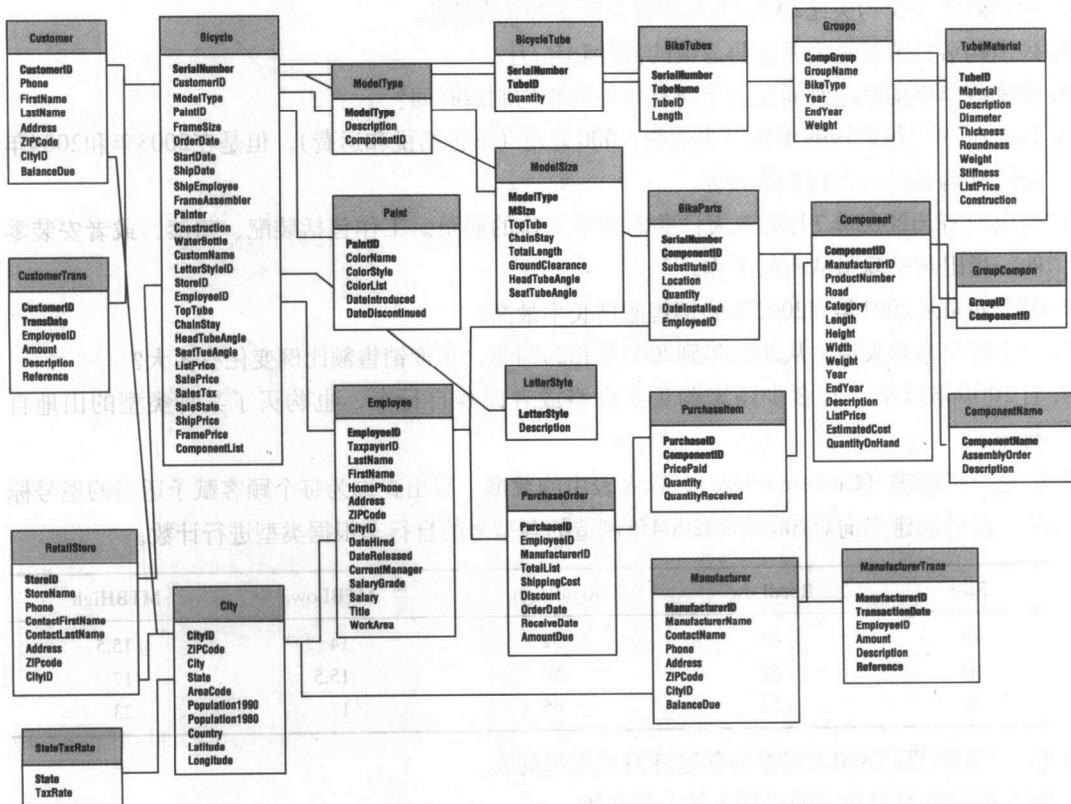 Customer
CustomerID
Phone
FirstName
LastName
Address
ZIPCode
CityID
BalanceDue
Bicycle
SerialNumber
CustomerID
ModelType
PaintID
FrameSize
OrderDate
StartDate
ShipDate
ShipEmployee
FrameAssembler
Painter
Construction
WaterBottle
CustomName
LetterStyleID
StoreID
EmployeeID
TopTube
ChainStay
HeadTubeAngle
SeatTueAngle
ListPrice
SalePrice
SalesTax
SaleState
ShipPrice
FramePrice
ComponentList
ModelType
ModelType
Description
ComponentID
BicycleTube
SerialNumber
TubeID
Quantity
BikeTubes
SerialNumber
TubeName
TubeID
Length
Groupo
CompGroup
GroupName
BikeType
Year
EndYear
Weight
TubeMaterial
TubeID
Material
Description
Diameter
Thickness
Roundness
Weight
Stiffness
ListPrice
Construction
ModelSize
ModelType
MSize
TopTube
ChainStay
TotalLength
GroundClearance
HeadTubeAngle
SeatTubeAngle
Paint
PaintID
ColorName
ColorStyle
ColorList
DateIntroduced
DateDiscontinued
BikeParts
SerialNumber
ComponentID
SubstituteID
Location
Quantity
DateInstalled
EmployeeID
Component
ComponentID
ManufacturerID
ProductNumber
Road
Category
Length
Height
Width
Weight
Year
EndYear
Description
ListPrice
EstimatedCost
QuantityOnHand
GroupCompon
GroupID
ComponentID
CustomerTrans
CustomerID
TransDate
EmployeeID
Amount
Description
Reference
Employee
EmployeeID
TaxpayerID
LastName
FirstName
HomePhone
Address
ZIPCode
CityID
DateHired
DateReleased
CurrentManager
SalaryGrade
Salary
Title
WorkArea
LetterStyle
LetterStyle
Description
PurchaseItem
PurchaseID
ComponentID
PricePaid
Quantity
QuantityReceived
ComponentName
ComponentName
AssemblyOrder
Description
PurchaseOrder
PurchaseID
EmployeeID
ManufacturerID
TotalList
ShippingCost
Discount
OrderDate
ReceiveDate
AmountDue
RetailStore
StoreID
StoreName
Phone
ContactFirstName
ContactLastName
Address
ZIPcode
CityID
City
CityID
ZIPCode
City
State
AreaCode
Population1990
Population1980
Country
Latitude
Longitude
Manufacturer
ManufacturerID
ManufacturerName
ContactName
Phone
Address
ZIPCode
CityID
BalanceDue
ManufacturerTrans
ManufacturerID
TransactionDate
EmployeeID
Amount
Description
Reference
StateTaxRate
State
TaxRate